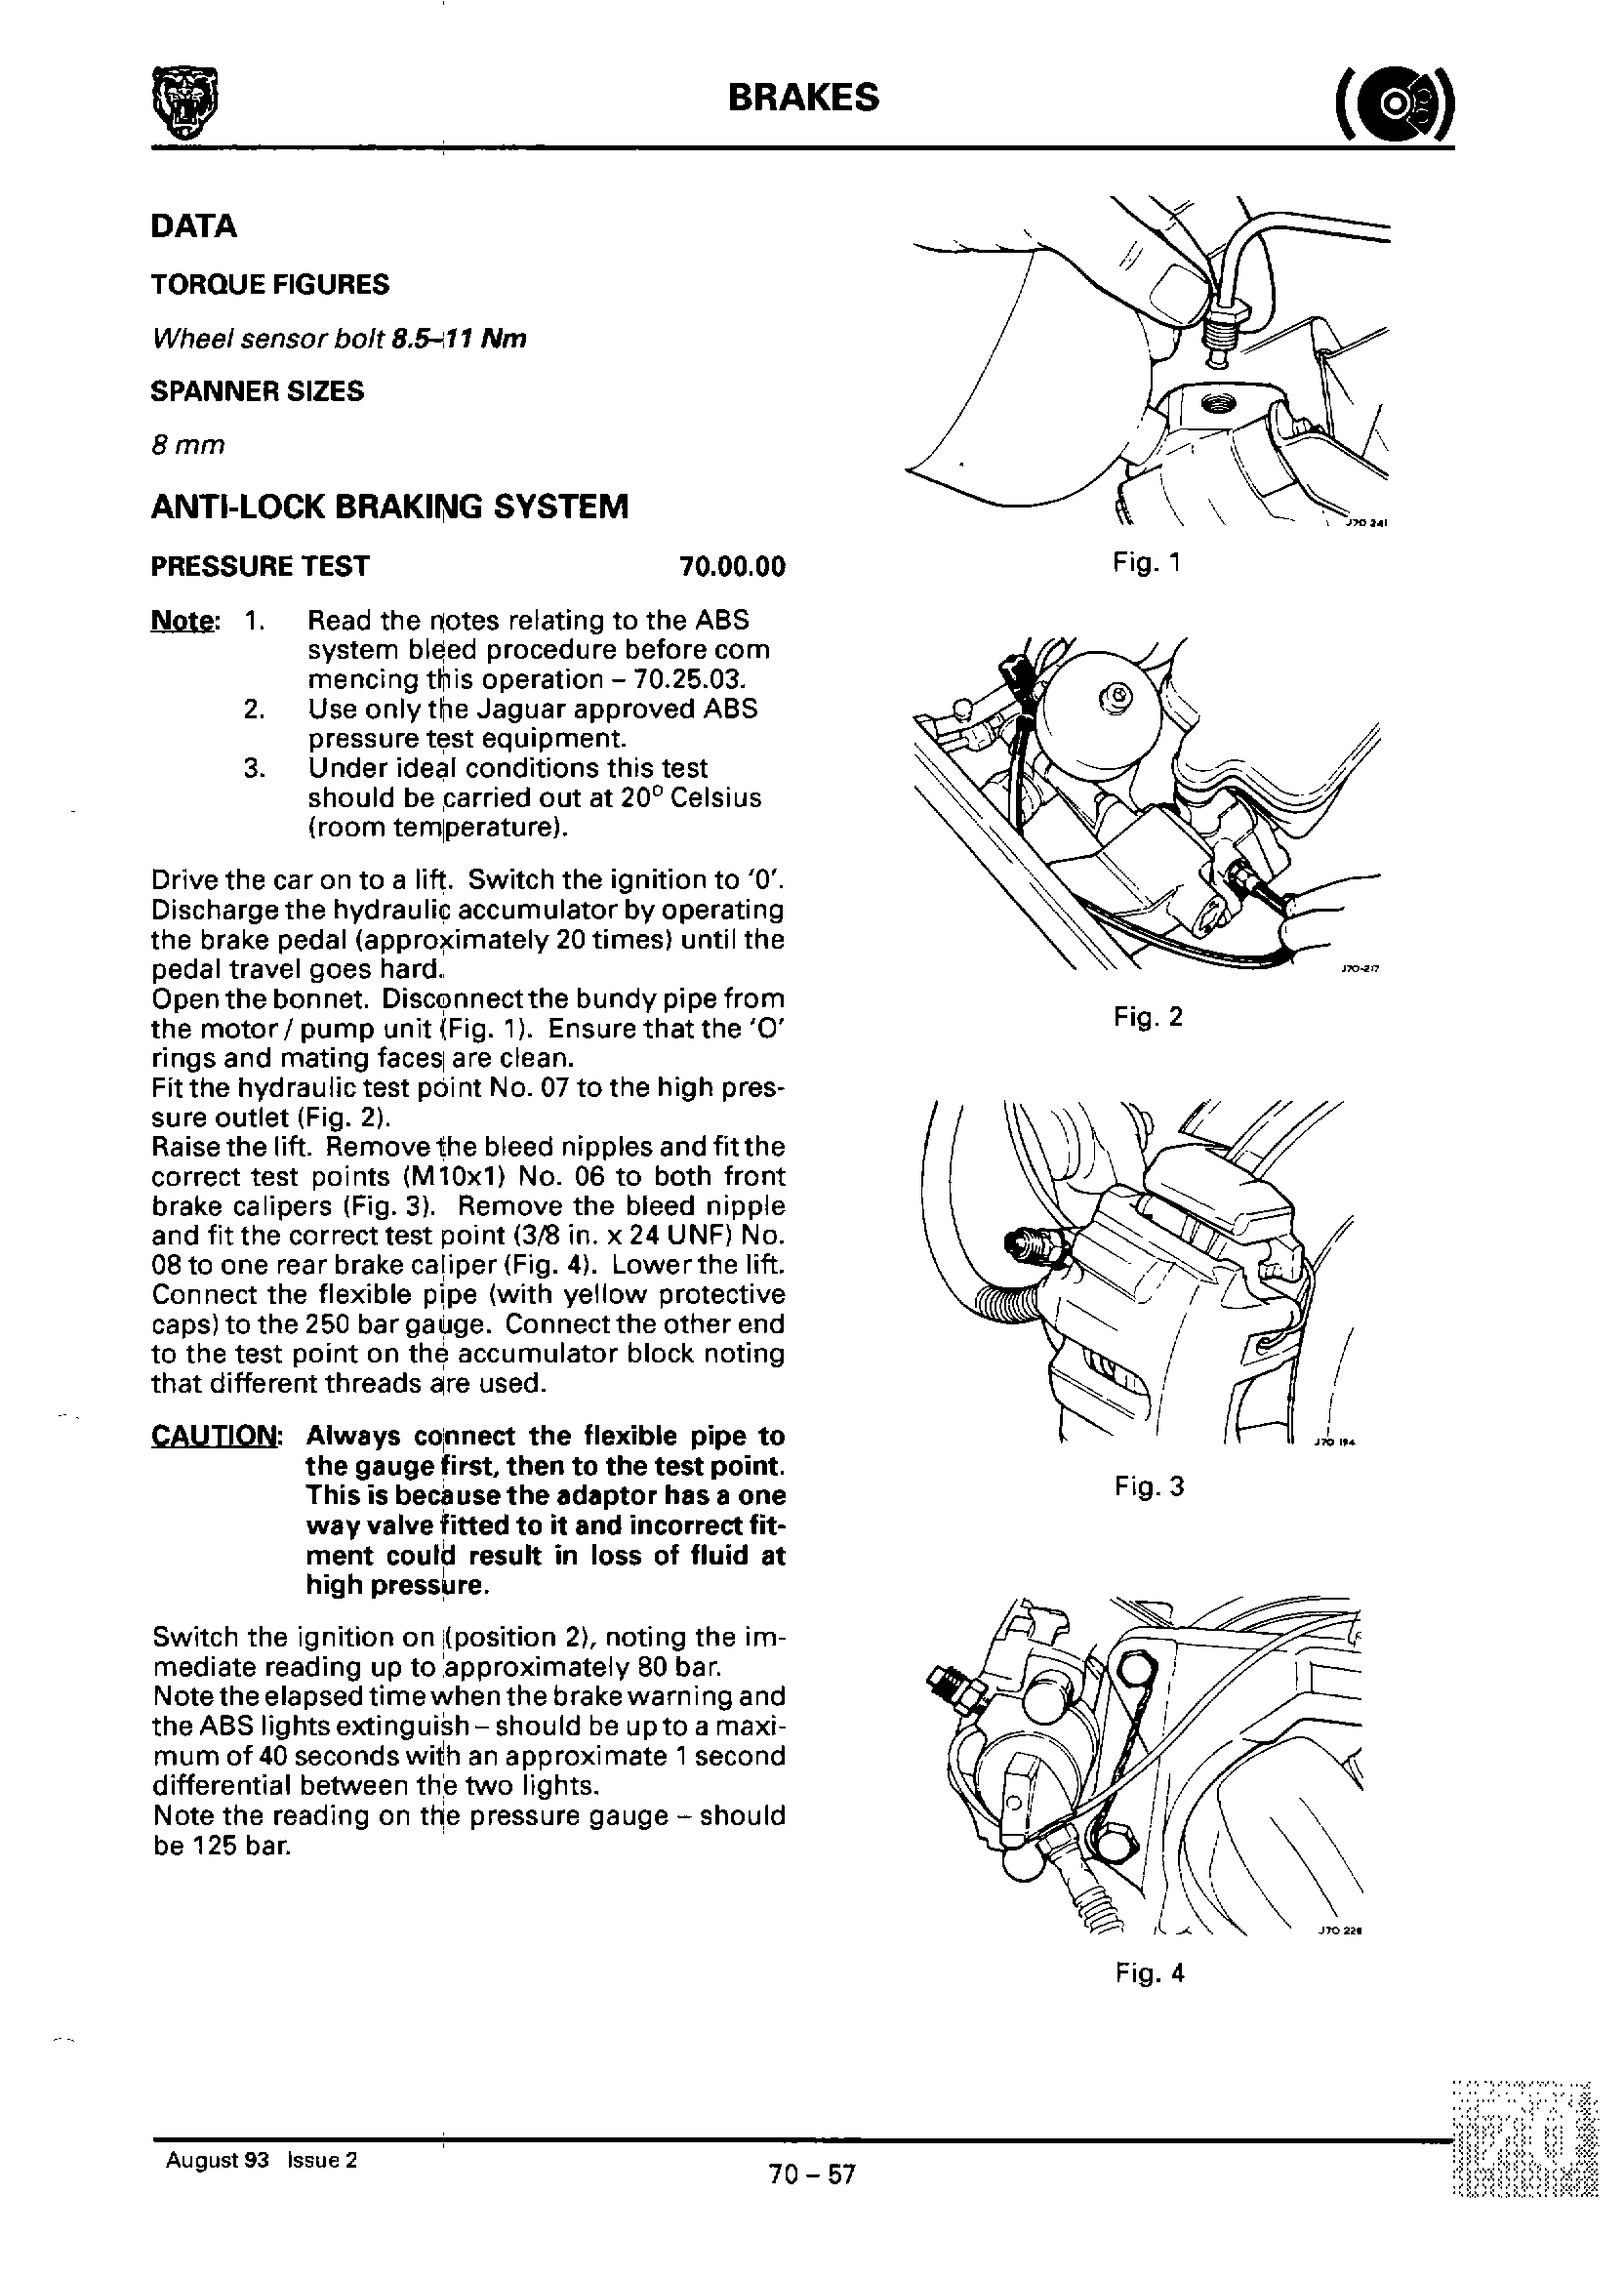 BRAKES
DATA
TORQUE FIGURES
Wheel sensor bolt 8.5–11 Nm
SPANNER SIZES
8 mm
ANTI-LOCK BRAKING SYSTEM
PRESSURE TEST 70.00.00
Note: 1. Read the notes relating to the ABS
system bleed procedure before com
mencing this operation – 70.25.03.
2. Use only the Jaguar approved ABS
pressure test equipment.
3. Under ideal conditions this test
should be carried out at 20° Celsius
(room temperature).
Drive the car on to a lift. Switch the ignition to '0'.
Discharge the hydraulic accumulator by operating
the brake pedal (approximately 20 times) until the
pedal travel goes hard.
Open the bonnet. Disconnect the bundy pipe from
the motor / pump unit (Fig. 1). Ensure that the 'O'
rings and mating faces are clean.
Fit the hydraulic test point No. 07 to the high pres-
sure outlet (Fig. 2).
Raise the lift. Remove the bleed nipples and fit the
correct test points (M10x1) No. 06 to both front
brake calipers (Fig. 3). Remove the bleed nipple
and fit the correct test point (3/8 in. x 24 UNF) No.
08 to one rear brake caliper (Fig. 4). Lower the lift.
Connect the flexible pipe (with yellow protective
caps) to the 250 bar gauge. Connect the other end
to the test point on the accumulator block noting
that different threads are used.
CAUTION: Always connect the flexible pipe to
the gauge first, then to the test point.
This is because the adaptor has a one
way valve fitted to it and incorrect fit-
ment could result in loss of fluid at
high pressure.
Switch the ignition on (position 2), noting the im-
mediate reading up to approximately 80 bar.
Note the elapsed time when the brake warning and
the ABS lights extinguish – should be up to a maxi-
mum of 40 seconds with an approximate 1 second
differential between the two lights.
Note the reading on the pressure gauge – should
be 125 bar.
J70 241
Fig. 1
J70-217
Fig. 2
J70 194
Fig. 3
J70 228
Fig. 4
August 93 Issue 2
70 – 57
70